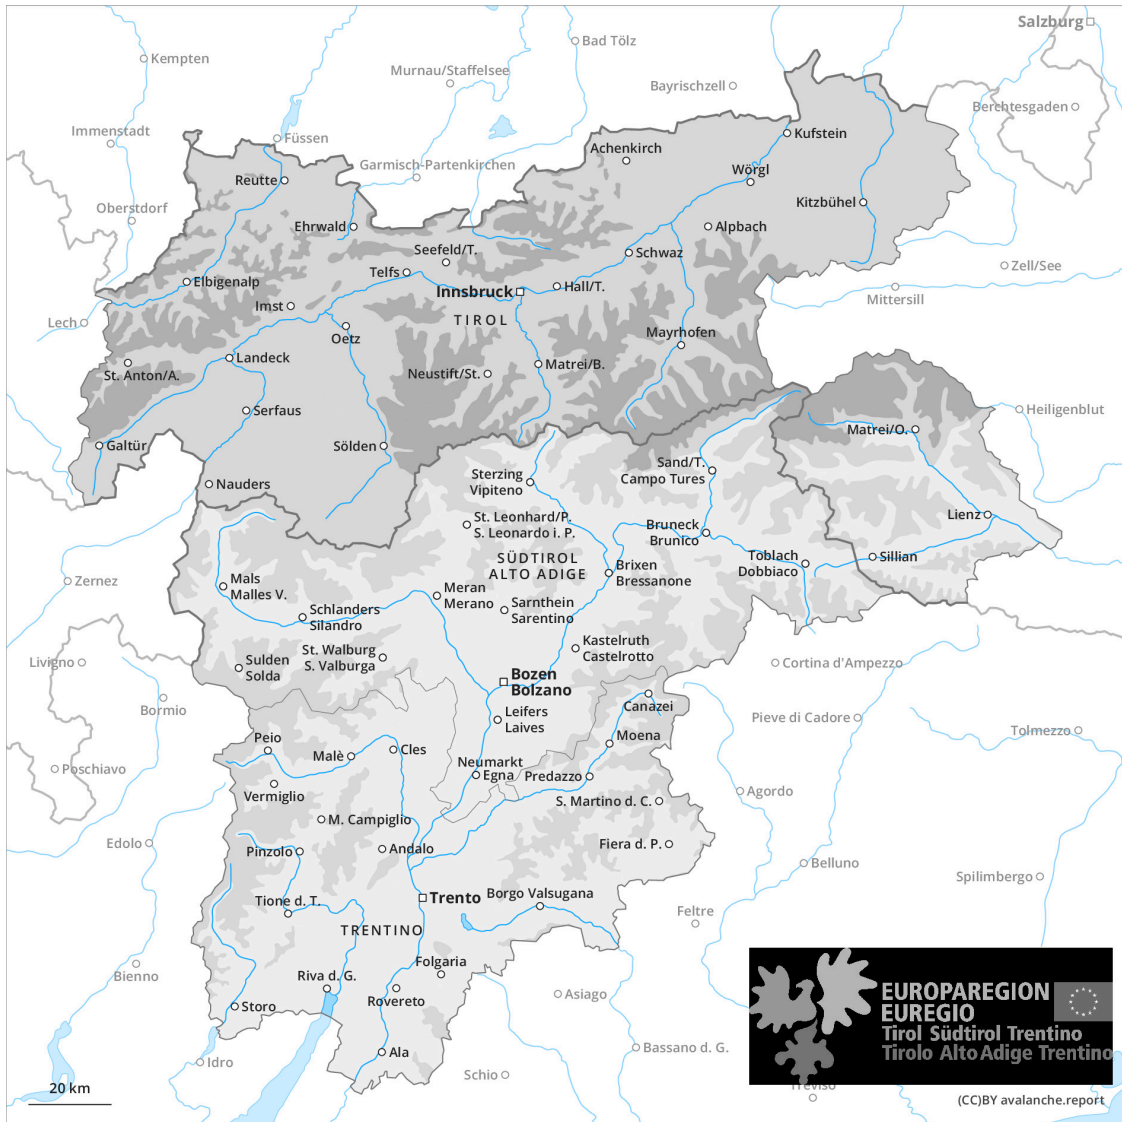 Salzburg
Bad Tölz
Kempten
Murnau/Staffelsee
Bayrischzell
Berchtesgaden
Immenstadt
Füssen
Kufstein
Achenkirch
Garmisch-Partenkirchen
Wörgl
Reutte
Oberstdorf
Kitzbühel
Ehrwald
Alpbach
Seefeld/T.
Schwaz
Telfs
Zell/See
Elbigenalp
Hall/T.
Innsbruck
Mittersill
Imst
TIROL
Lech
Oetz
Mayrhofen
Landeck
Matrei/B.
St. Anton/A.
Neustift/St.
Serfaus
Heiligenblut
Matrei/O.
Galtür
Sölden
Sand/T.
Campo Tures
Sterzing
Vipiteno
Nauders
Lienz
St. Leonhard/P.
S. Leonardo i. P.
Bruneck
Brunico
SÜDTIROL
ALTO ADIGE
Toblach
Dobbiaco
Sillian
Brixen
Bressanone
Zernez
Mals
Malles V.
Meran
Merano
Sarnthein
Sarentino
Schlanders
Silandro
Kastelruth
Castelrotto
St. Walburg
S. Valburga
Livigno
Sulden
Solda
Cortina d'Ampezzo
Bozen
Bolzano
Canazei
Bormio
Leifers
Laives
Pieve di Cadore
Tolmezzo
Peio
Moena
Malè
Cles
Neumarkt
Egna
Predazzo
Poschiavo
Vermiglio
Agordo
S. Martino d. C.
M. Campiglio
Edolo
Pinzolo
Andalo
Fiera d. P.
Belluno
Spilimbergo
Borgo Valsugana
Trento
Tione d. T.
Feltre
TRENTINO
Folgaria
Bienno
Riva d. G.
Rovereto
Asiago
EUROPAREGION
EUREGIO
Tirol Südtirol Trentino
Tirolo Alto Adige Trentino
Storo
Bassano d. G.
Ala
Idro
Schio
Treviso
20 km
(CC)BY avalanche.report